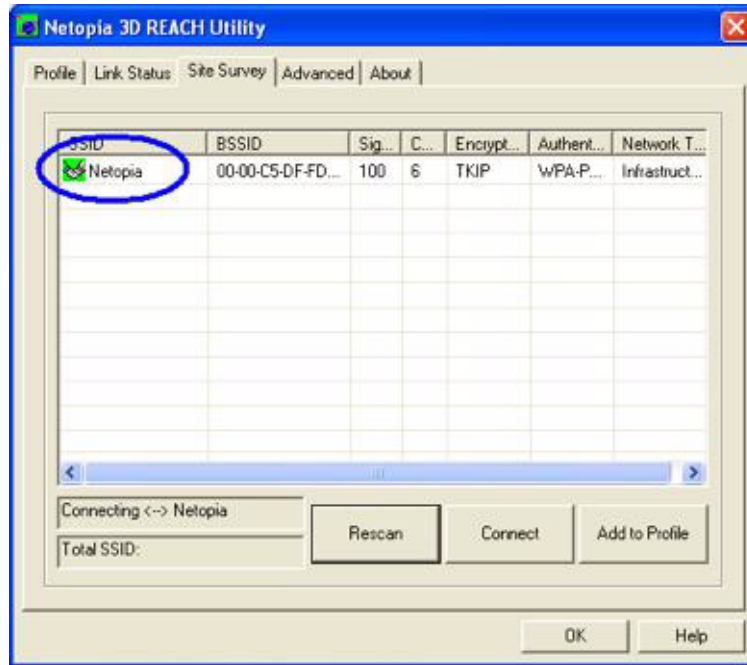 Netopia 3D REACH Utility
Profile Link Status Site Survey Advanced About
SSID BSSID Sig... C... Encrypt... Authent... Network T...
Netopia 00-00-C5-DF-FD... 100 6 TKIP WPA-P... Infrastruct...
Connecting <--> Netopia
Rescan Connect Add to Profile
Total SSID:
OK Help